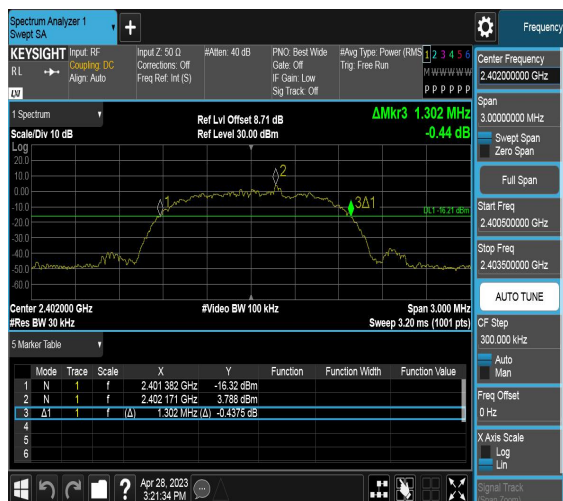 Spectrum Analyzer 1
Swept SA
Frequency
KEYSIGHT
RL
Input: RF
Coupling: DC
Align: Auto
Input Z: 50 Ω
Corrections: Off
Freq Ref: Int (S)
#Atten: 40 dB
PNO: Best Wide
Gate: Off
IF Gain: Low
Sig Track: Off
#Avg Type: Power (RMS
Trig: Free Run
1 2 3 4 5 6
M W W W W W
P P P P P P
LXI
1 Spectrum
Scale/Div 10 dB
Ref Lvl Offset 8.71 dB
Ref Level 30.00 dBm
ΔMkr3 1.302 MHz
-0.44 dB
Log
20.0
10.0
0.00
-10.0
-20.0
-30.0
-40.0
-50.0
-60.0
1
2
3Δ1
DL1 -16.21 dBm
Center 2.402000 GHz
#Res BW 30 kHz
#Video BW 100 kHz
Span 3.000 MHz
Sweep 3.20 ms (1001 pts)
5 Marker Table
Mode Trace Scale X Y Function Function Width Function Value
1 N 1 f 2.401 382 GHz -16.32 dBm
2 N 1 f 2.402 171 GHz 3.788 dBm
3 Δ1 1 f (Δ) 1.302 MHz (Δ) -0.4375 dB
4
5
6
Center Frequency
2.402000000 GHz
Span
3.00000000 MHz
Swept Span
Zero Span
Full Span
Start Freq
2.400500000 GHz
Stop Freq
2.403500000 GHz
AUTO TUNE
CF Step
300.000 kHz
Auto
Man
Freq Offset
0 Hz
X Axis Scale
Log
Lin
Signal Track
(Span Zoom)
?
Apr 28, 2023
3:21:34 PM